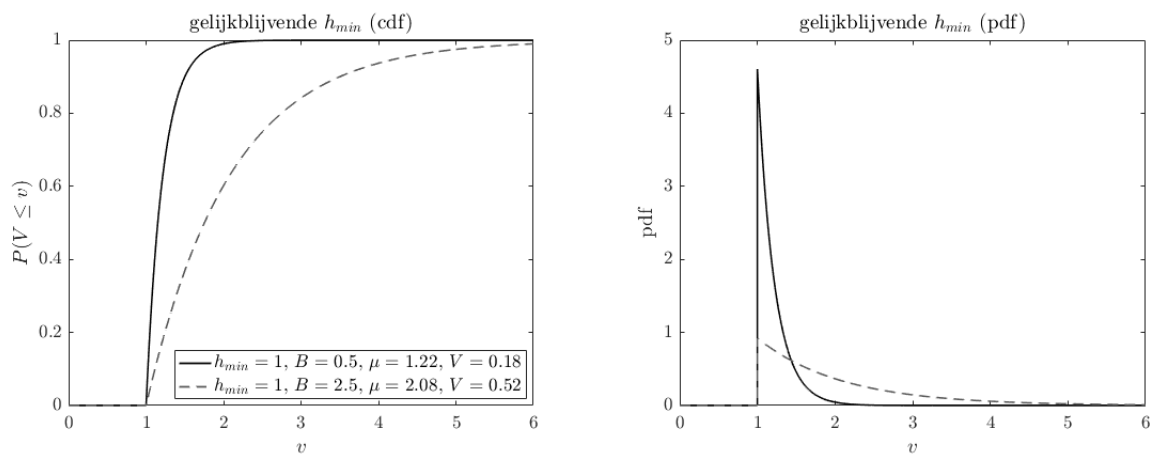 gelijkblijvende h_min (cdf)
1
0.8
0.6
0.4
0.2
0
P(V ≤ v)
h_min = 1, B = 0.5, μ = 1.22, V = 0.18
h_min = 1, B = 2.5, μ = 2.08, V = 0.52
0 1 2 3 4 5 6
v
gelijkblijvende h_min (pdf)
5
4
3
2
1
0
pdf
0 1 2 3 4 5 6
v